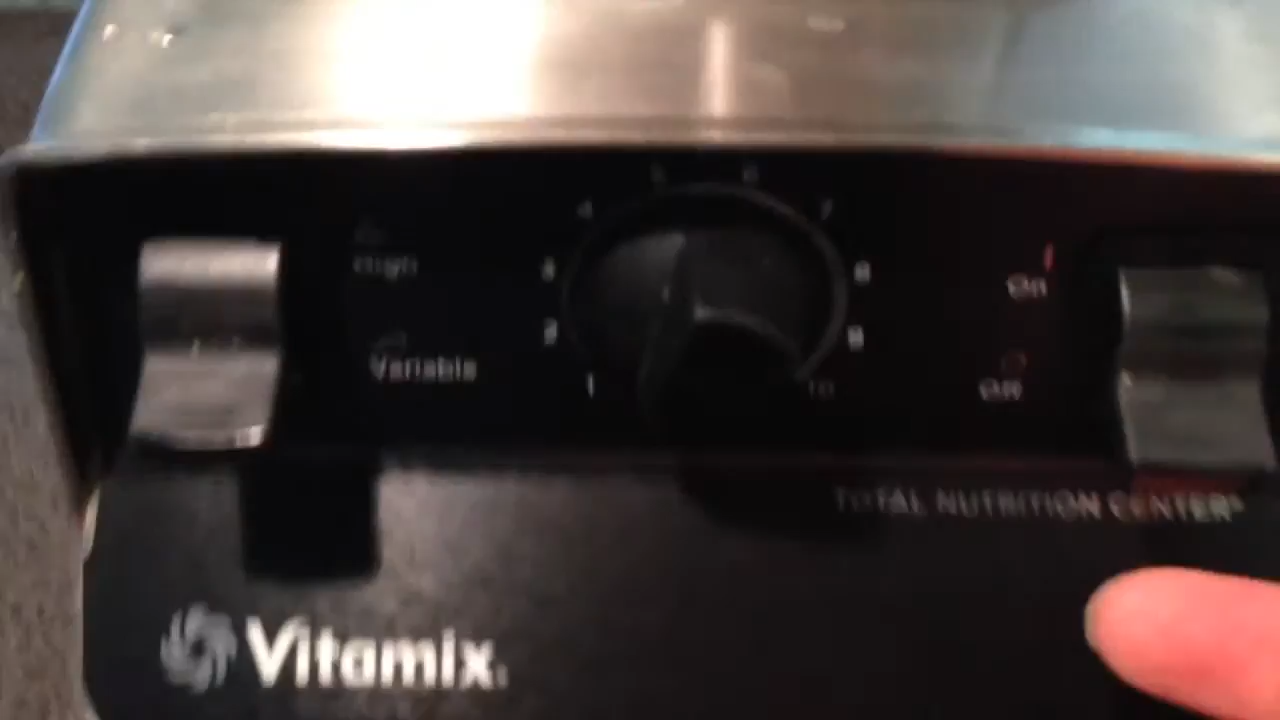 High
Variable
1
2
3
4
5
6
7
8
9
10
I
On
O
Off
TOTAL NUTRITION CENTER®
Vitamix.